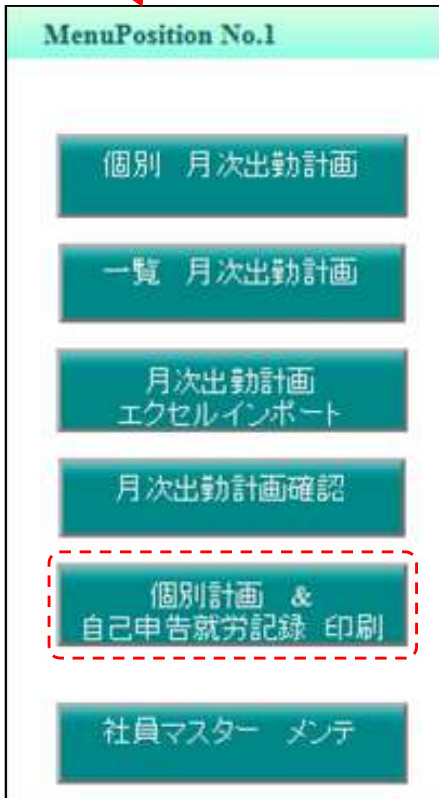 MenuPosition No.1
個別　月次出勤計画
一覧　月次出勤計画
月次出勤計画
エクセルインポート
月次出勤計画確認
個別計画　&
自己申告就労記録 印刷
社員マスター　メンテ